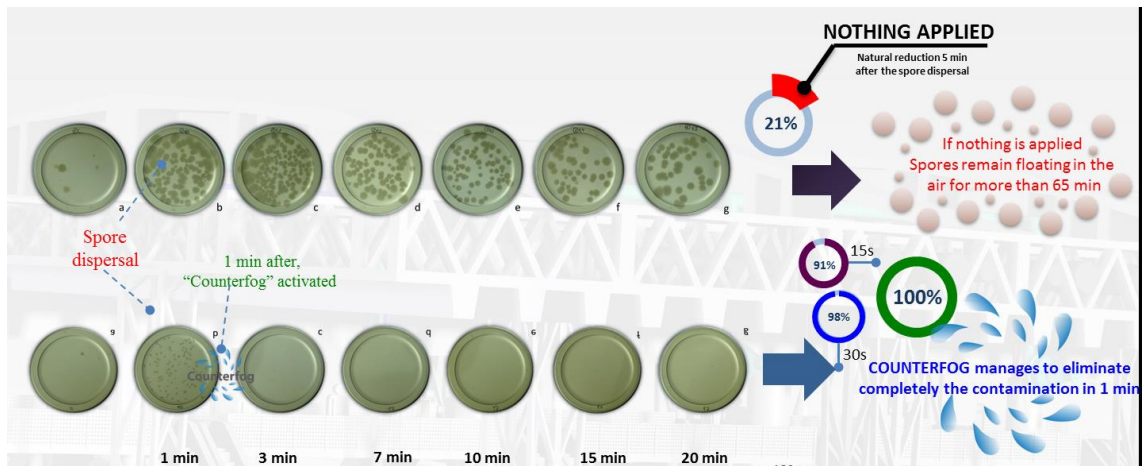 NOTHING APPLIED
Natural reduction 5 min
after the spore dispersal
21%
If nothing is applied
Spores remain floating in the
air for more than 65 min
a
b
c
d
e
f
g
Spore
dispersal
1 min after,
“Counterfog” activated
15s
91%
100%
98%
30s
a
b
c
d
e
f
g
Counterfog
COUNTERFOG manages to eliminate
completely the contamination in 1 min
1 min
3 min
7 min
10 min
15 min
20 min